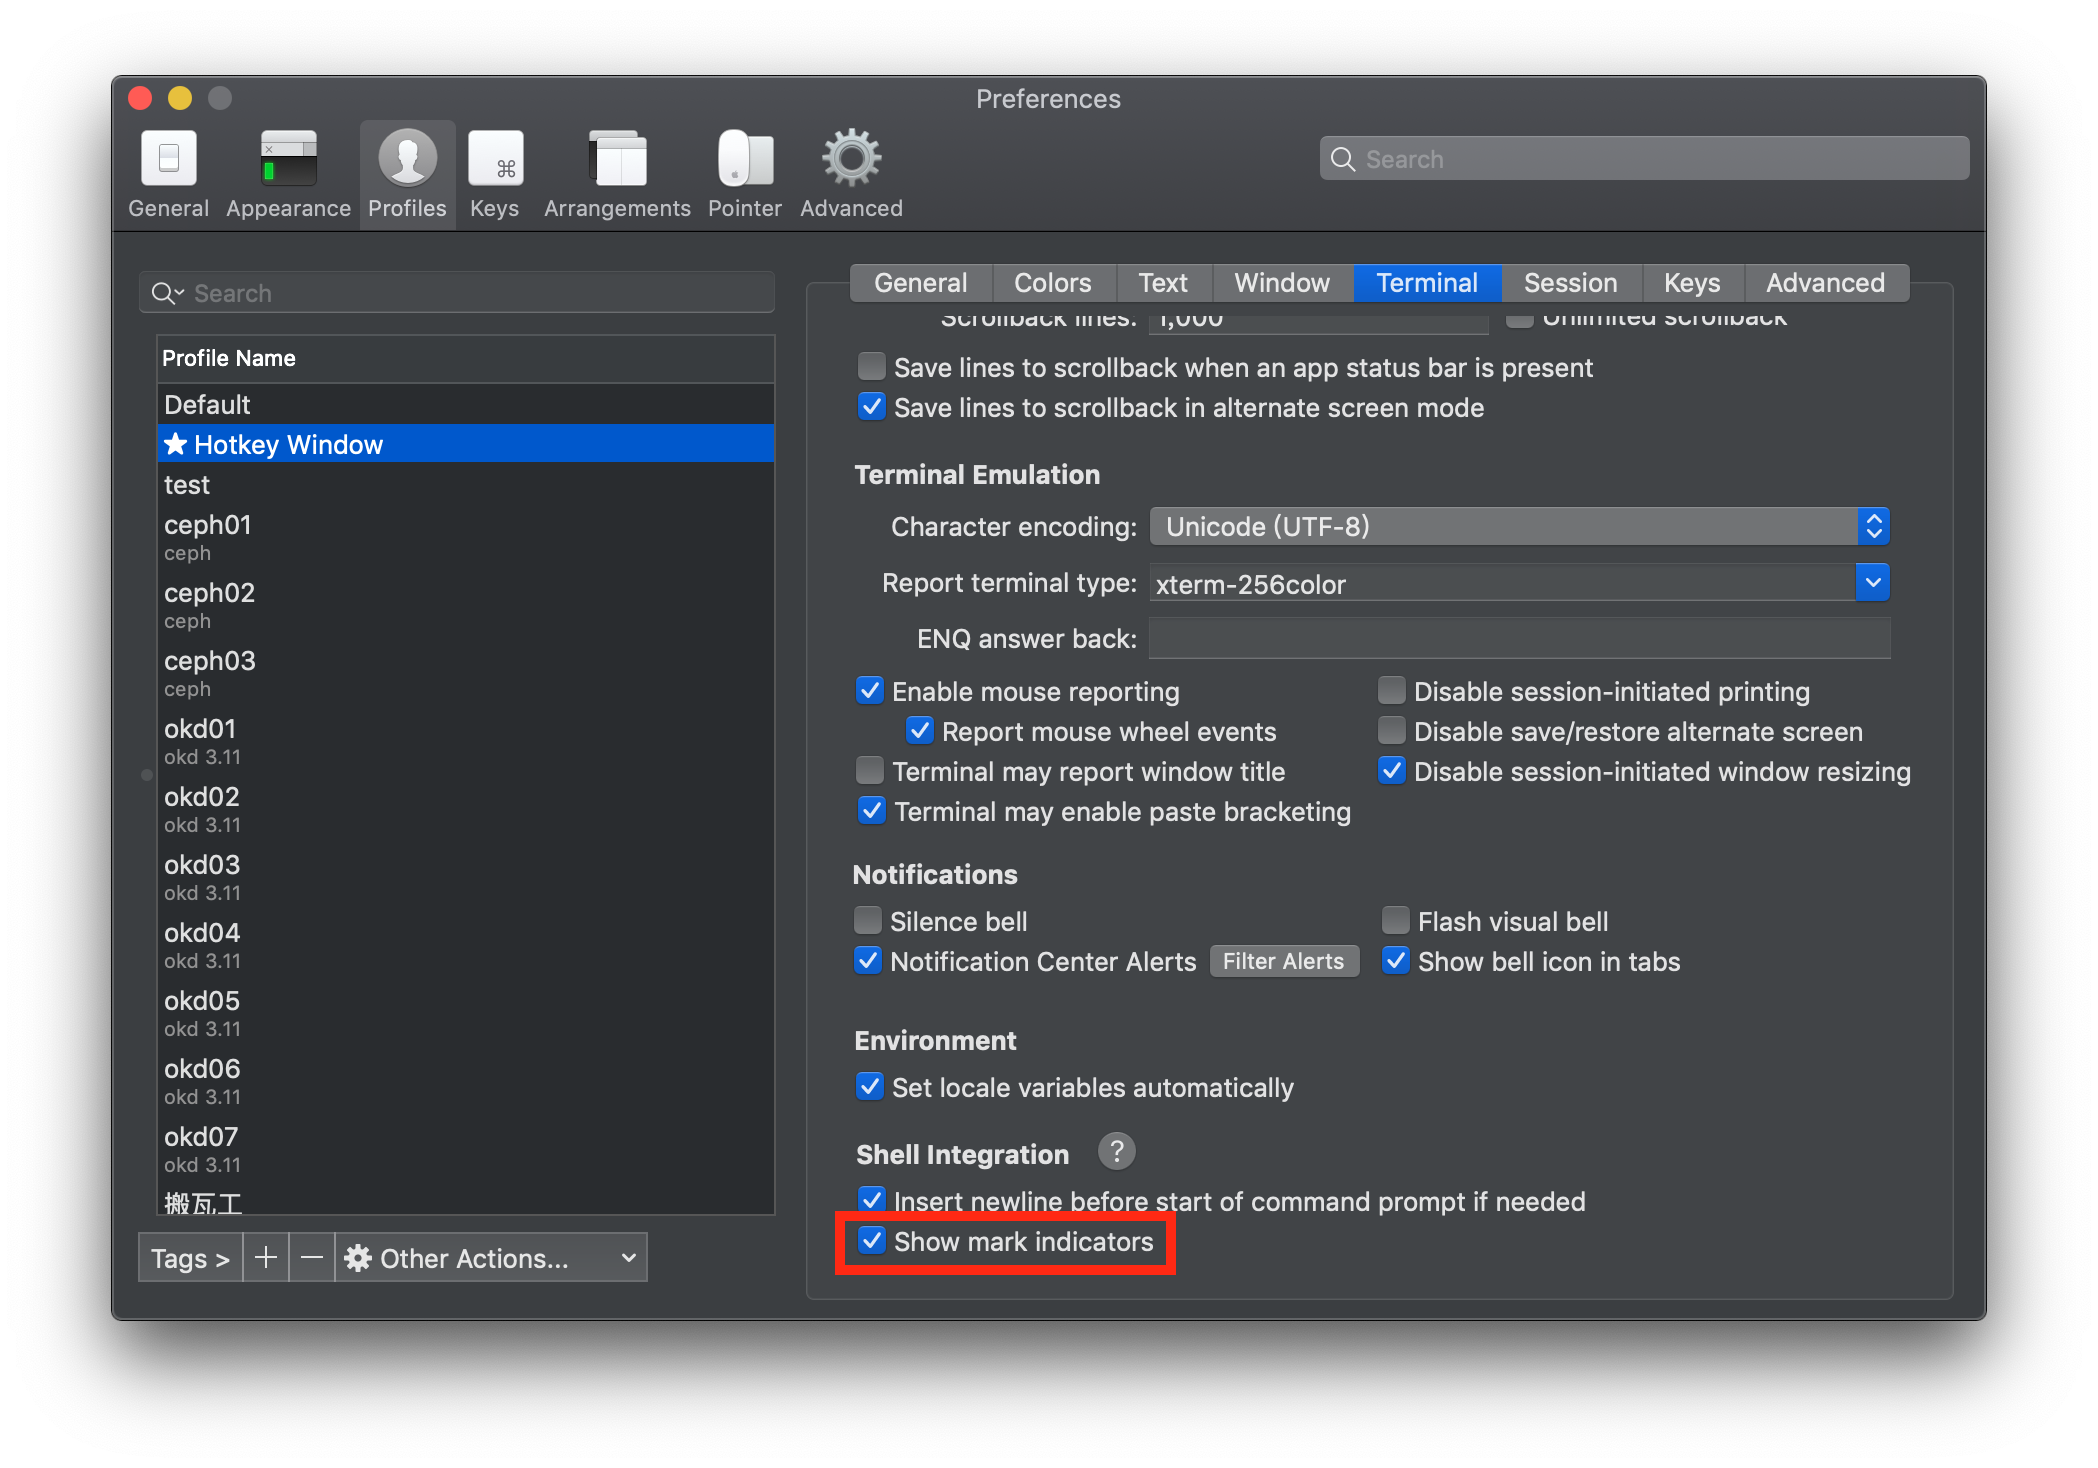 Preferences
General
Appearance
Profiles
Keys
Arrangements
Pointer
Advanced
Search
Search
Profile Name
Default
★ Hotkey Window
test
ceph01
ceph
ceph02
ceph
ceph03
ceph
okd01
okd 3.11
okd02
okd 3.11
okd03
okd 3.11
okd04
okd 3.11
okd05
okd 3.11
okd06
okd 3.11
okd07
okd 3.11
搬瓦工
Tags >
Other Actions...
General
Colors
Text
Window
Terminal
Session
Keys
Advanced
Scrollback lines: 1,000
Unlimited scrollback
Save lines to scrollback when an app status bar is present
Save lines to scrollback in alternate screen mode
Terminal Emulation
Character encoding: Unicode (UTF-8)
Report terminal type: xterm-256color
ENQ answer back:
Enable mouse reporting
Disable session-initiated printing
Report mouse wheel events
Disable save/restore alternate screen
Terminal may report window title
Disable session-initiated window resizing
Terminal may enable paste bracketing
Notifications
Silence bell
Flash visual bell
Notification Center Alerts
Filter Alerts
Show bell icon in tabs
Environment
Set locale variables automatically
Shell Integration ?
Insert newline before start of command prompt if needed
Show mark indicators